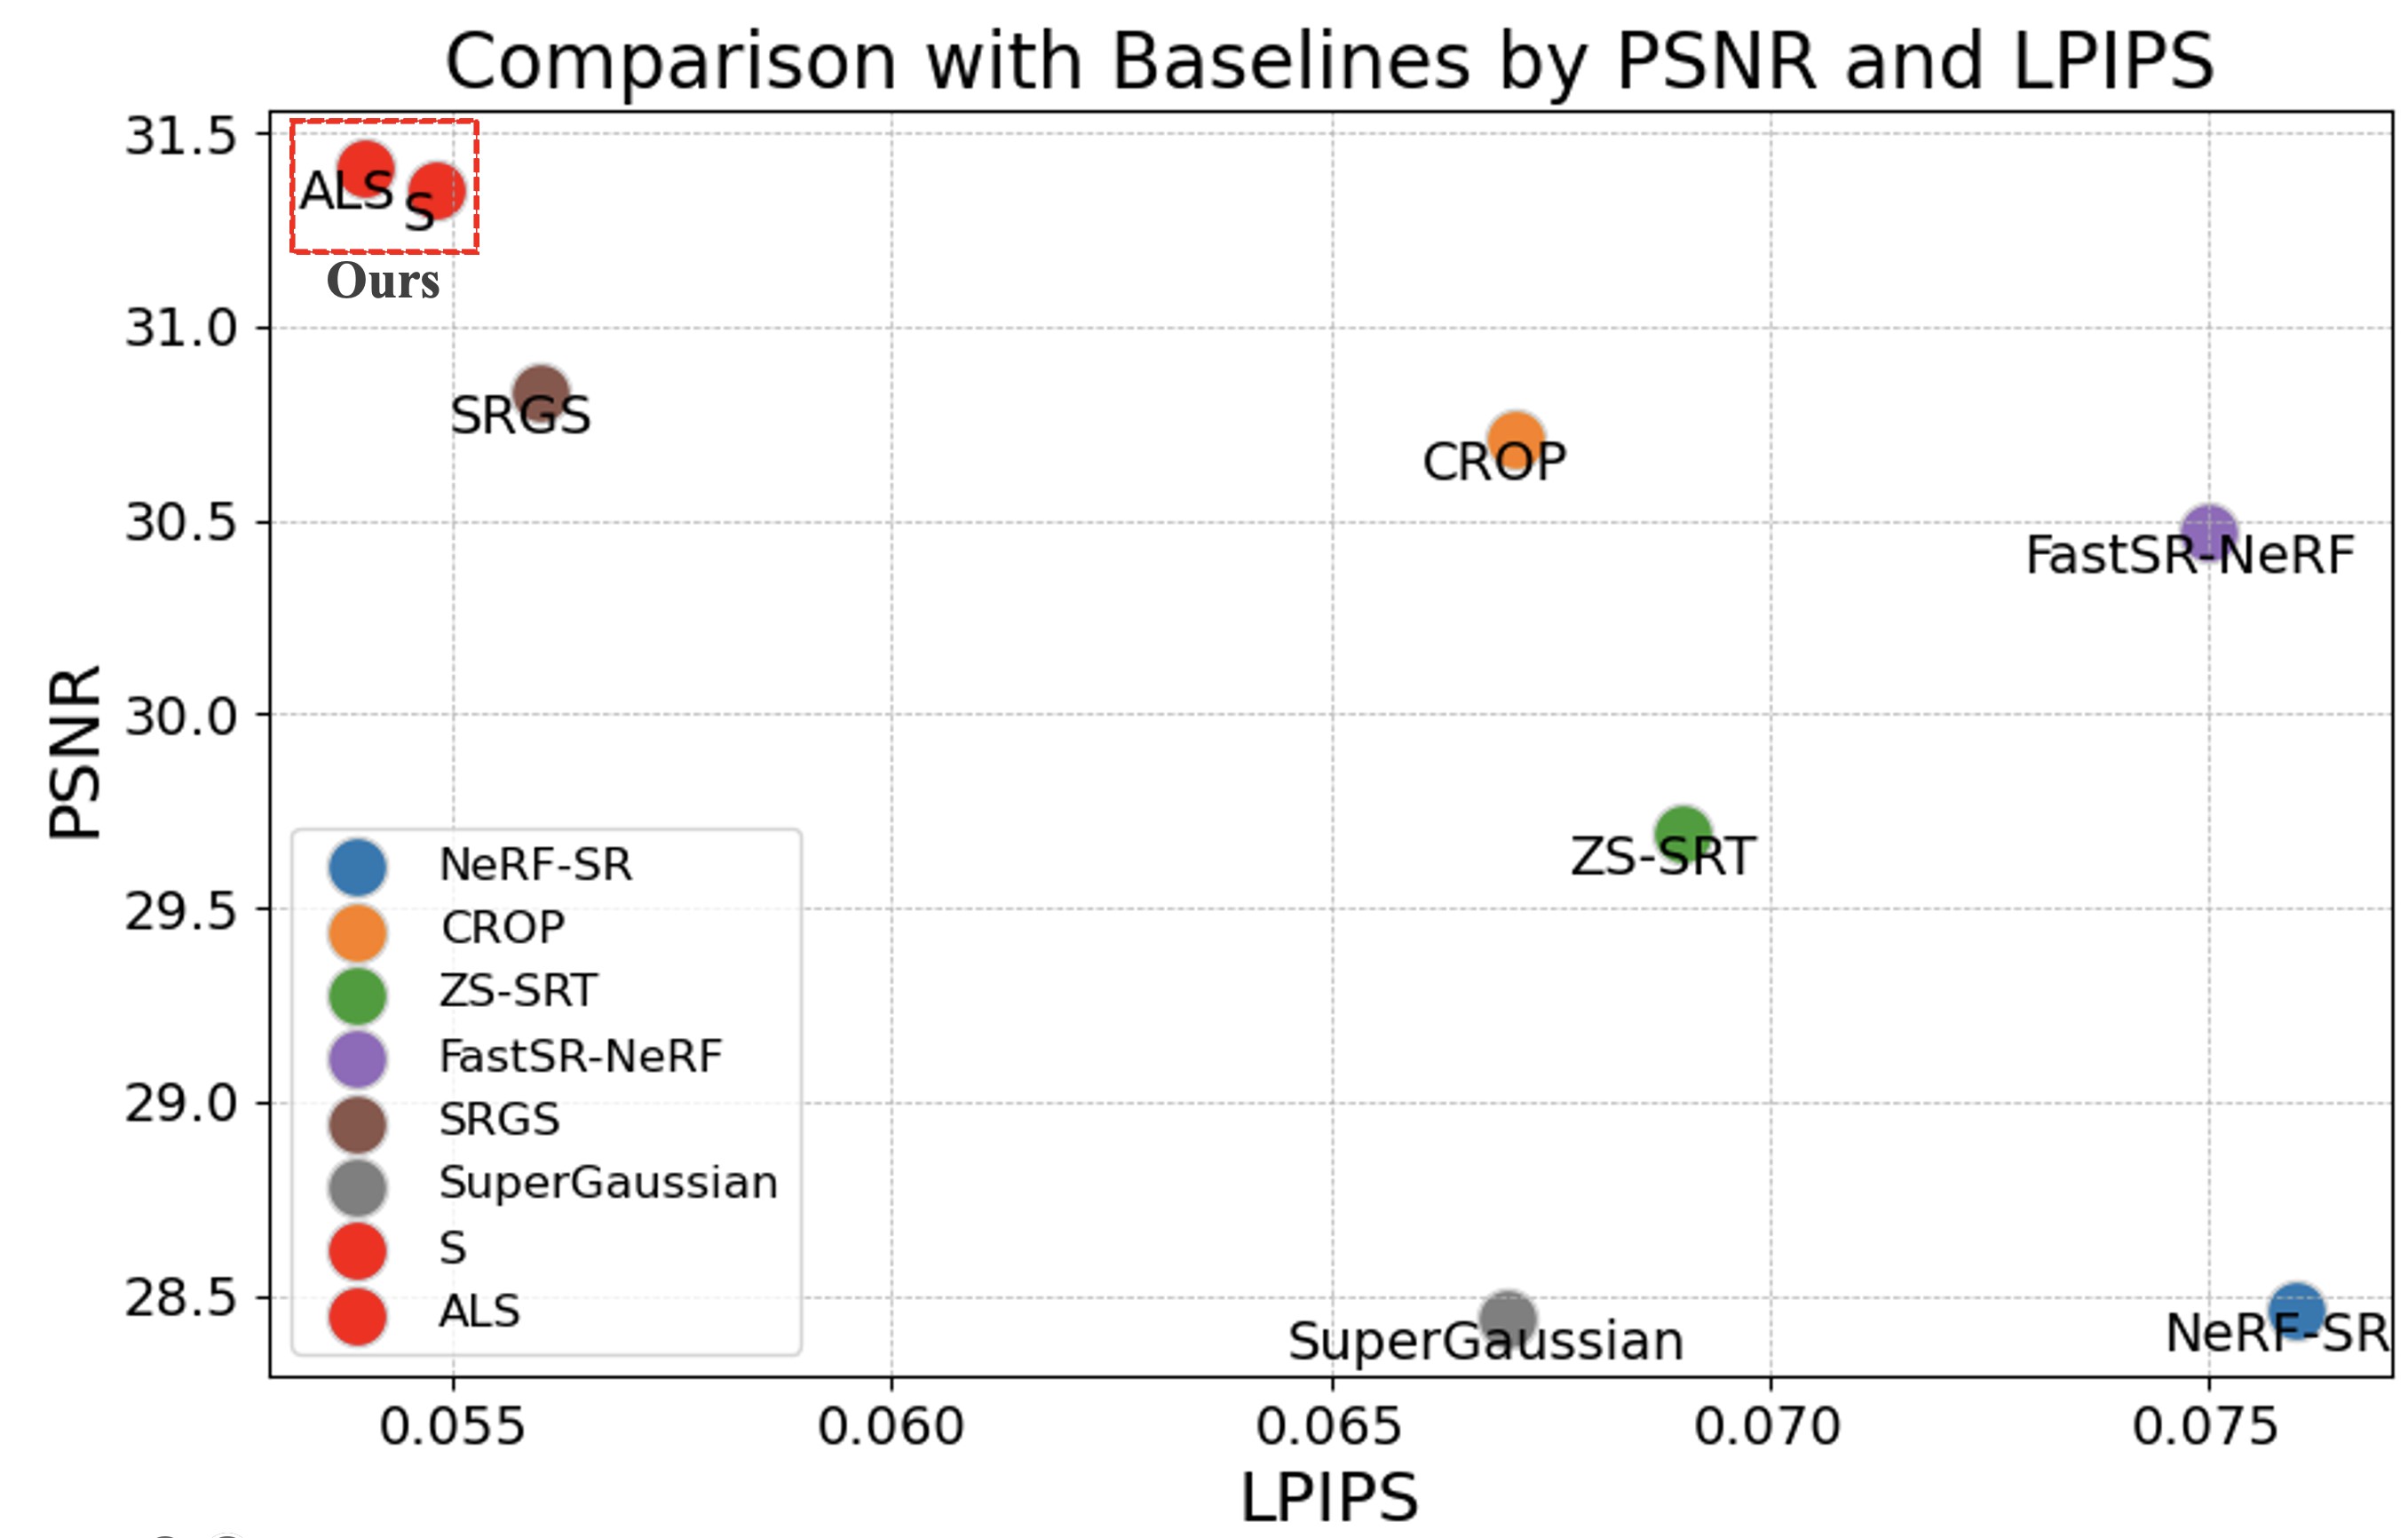 Comparison with Baselines by PSNR and LPIPS
31.5
ALS
S
Ours
31.0
SRGS
CROP
30.5
FastSR-NeRF
PSNR
30.0
ZS-SRT
29.5
NeRF-SR
CROP
ZS-SRT
FastSR-NeRF
SRGS
SuperGaussian
S
ALS
29.0
28.5
SuperGaussian
NeRF-SR
0.055 0.060 0.065 0.070 0.075
LPIPS